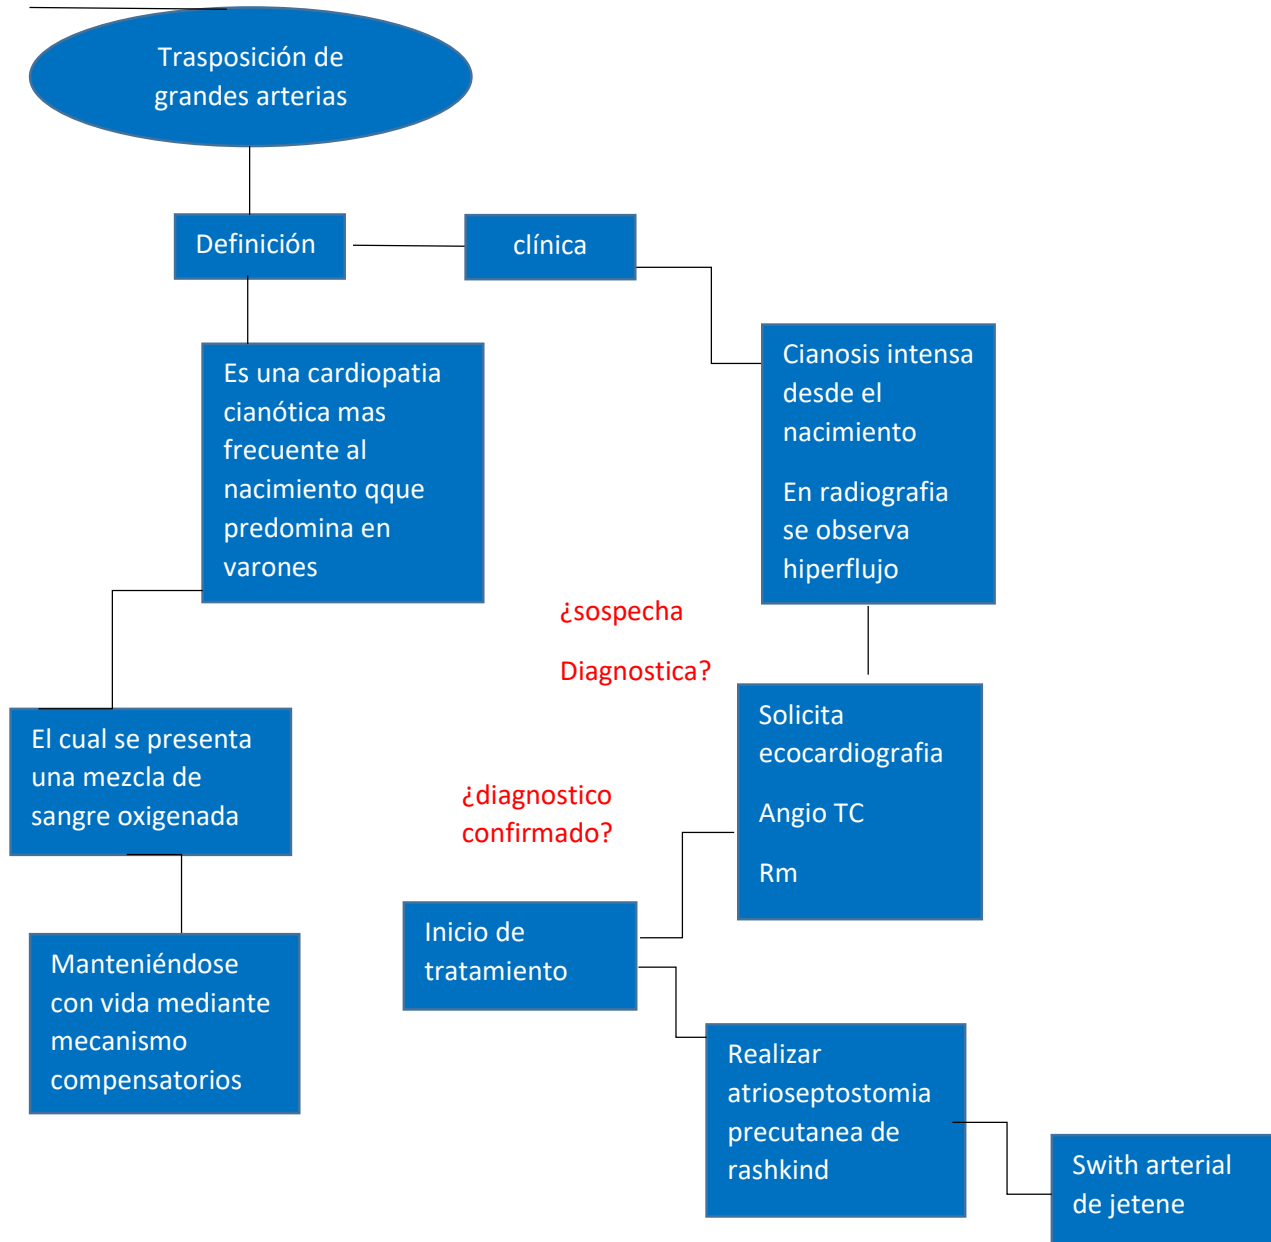 Trasposición de
grandes arterias
Definición
clínica
Es una cardiopatia
cianótica mas
frecuente al
nacimiento qque
predomina en
varones
Cianosis intensa
desde el
nacimiento
En radiografia
se observa
hiperflujo
¿sospecha
Diagnostica?
El cual se presenta
una mezcla de
sangre oxigenada
Solicita
ecocardiografia
Angio TC
Rm
¿diagnostico
confirmado?
Inicio de
tratamiento
Manteniéndose
con vida mediante
mecanismo
compensatorios
Realizar
atrioseptostomia
precutanea de
rashkind
Swith arterial
de jetene